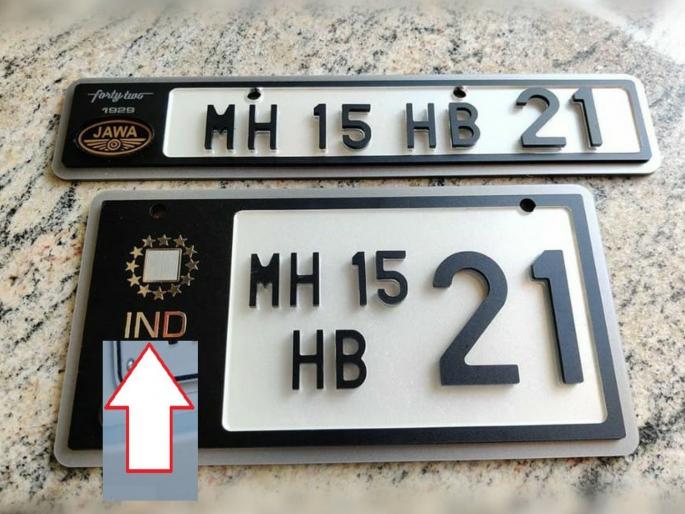 forty two
1929
JAWA
MH 15 HB 21
IND
MH 15
HB
21